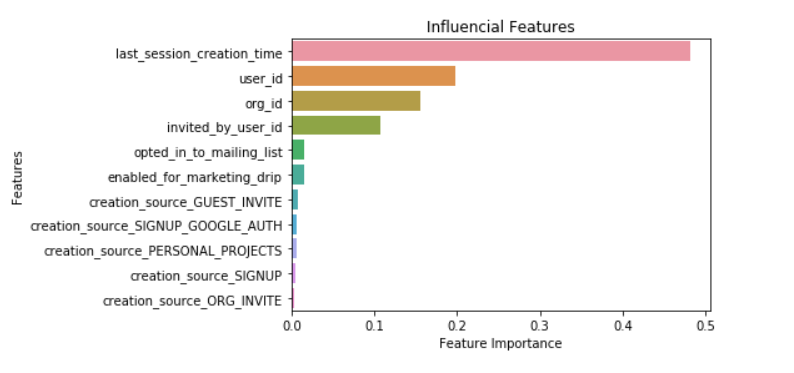 Influencial Features
last_session_creation_time
user_id
org_id
invited_by_user_id
opted_in_to_mailing_list
enabled_for_marketing_drip
creation_source_GUEST_INVITE
creation_source_SIGNUP_GOOGLE_AUTH
creation_source_PERSONAL_PROJECTS
creation_source_SIGNUP
creation_source_ORG_INVITE
Features
0.0 0.1 0.2 0.3 0.4 0.5
Feature Importance